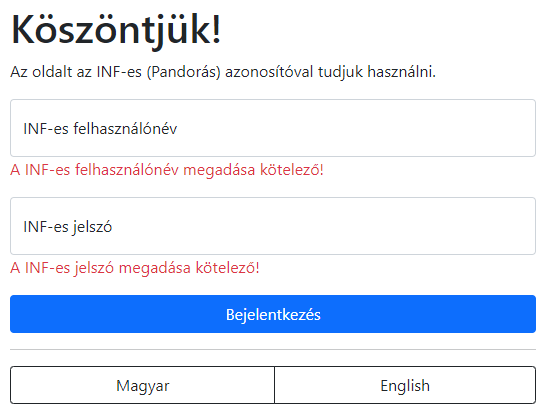 Köszöntjük!
Az oldalt az INF-es (Pandorás) azonosítóval tudjuk használni.
INF-es felhasználónév
A INF-es felhasználónév megadása kötelező!
INF-es jelszó
A INF-es jelszó megadása kötelező!
Bejelentkezés
Magyar
English